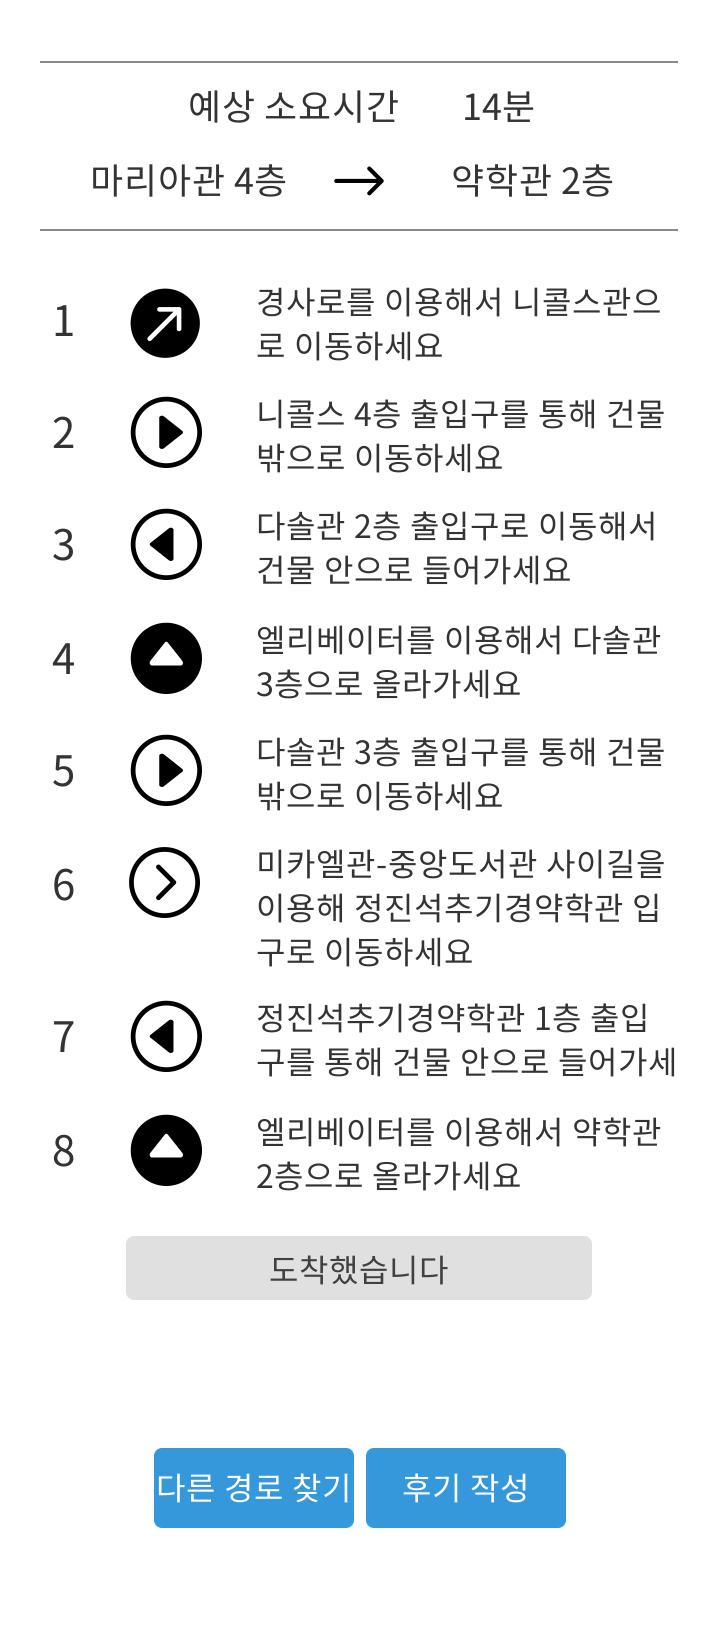 예상 소요시간 14분
마리아관 4층 → 약학관 2층
1 경사로를 이용해서 니콜스관으
로 이동하세요
2 니콜스 4층 출입구를 통해 건물
밖으로 이동하세요
3 다솔관 2층 출입구로 이동해서
건물 안으로 들어가세요
4 엘리베이터를 이용해서 다솔관
3층으로 올라가세요
5 다솔관 3층 출입구를 통해 건물
밖으로 이동하세요
6 미카엘관-중앙도서관 사이길을
이용해 정진석추기경약학관 입
구로 이동하세요
7 정진석추기경약학관 1층 출입
구를 통해 건물 안으로 들어가세
8 엘리베이터를 이용해서 약학관
2층으로 올라가세요
도착했습니다
다른 경로 찾기 후기 작성